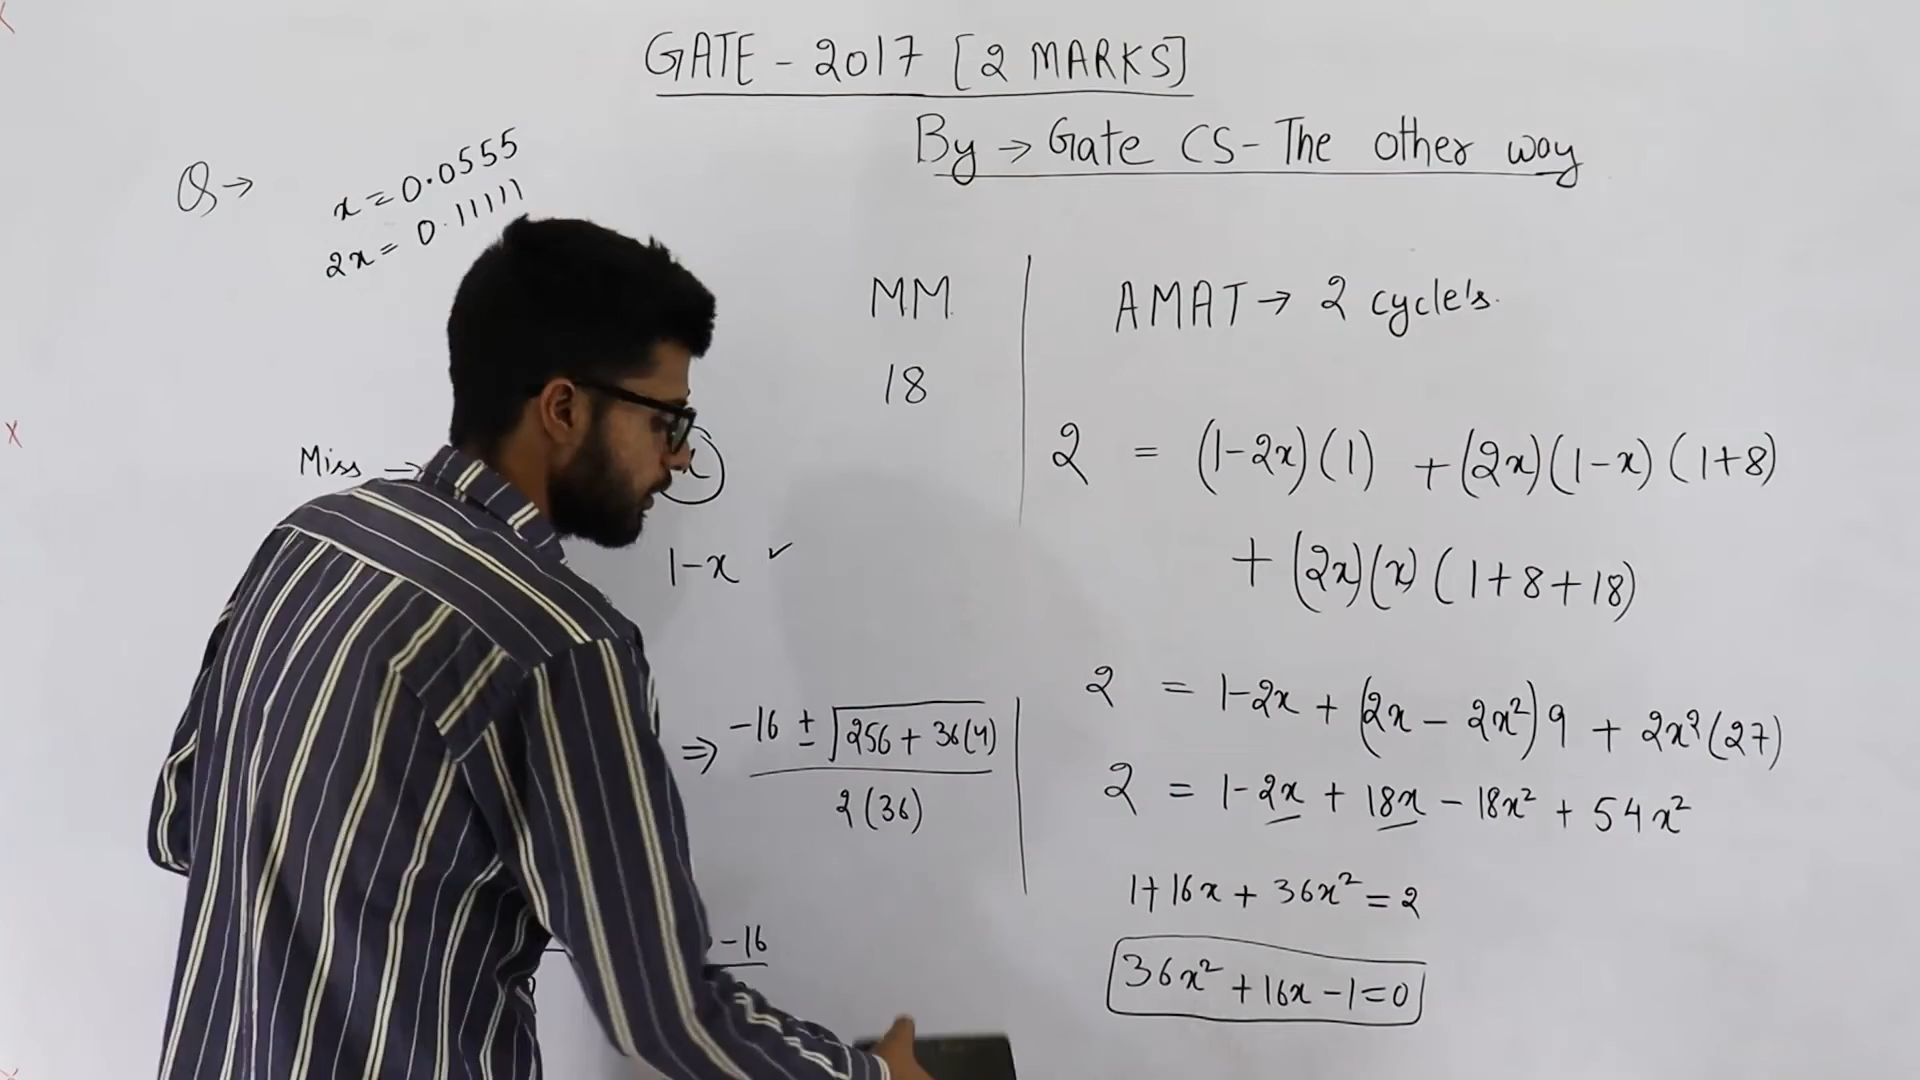 GATE - 2017 [2 MARKS]
By → Gate CS - The other way
Q →
x = 0.0555
2x = 0.11111
MM
18
AMAT → 2 cycle's.
Miss →
1-x ✓
2 = (1-2x)(1) + (2x)(1-x)(1+8)
+ (2x)(x)(1+8+18)
2 = 1-2x + (2x - 2x²)9 + 2x²(27)
2 = 1-2x + 18x - 18x² + 54x²
1+16x + 36x² = 2
36x² + 16x - 1 = 0
⇒ -16 ± √256 + 36(4)
2(36)
-16